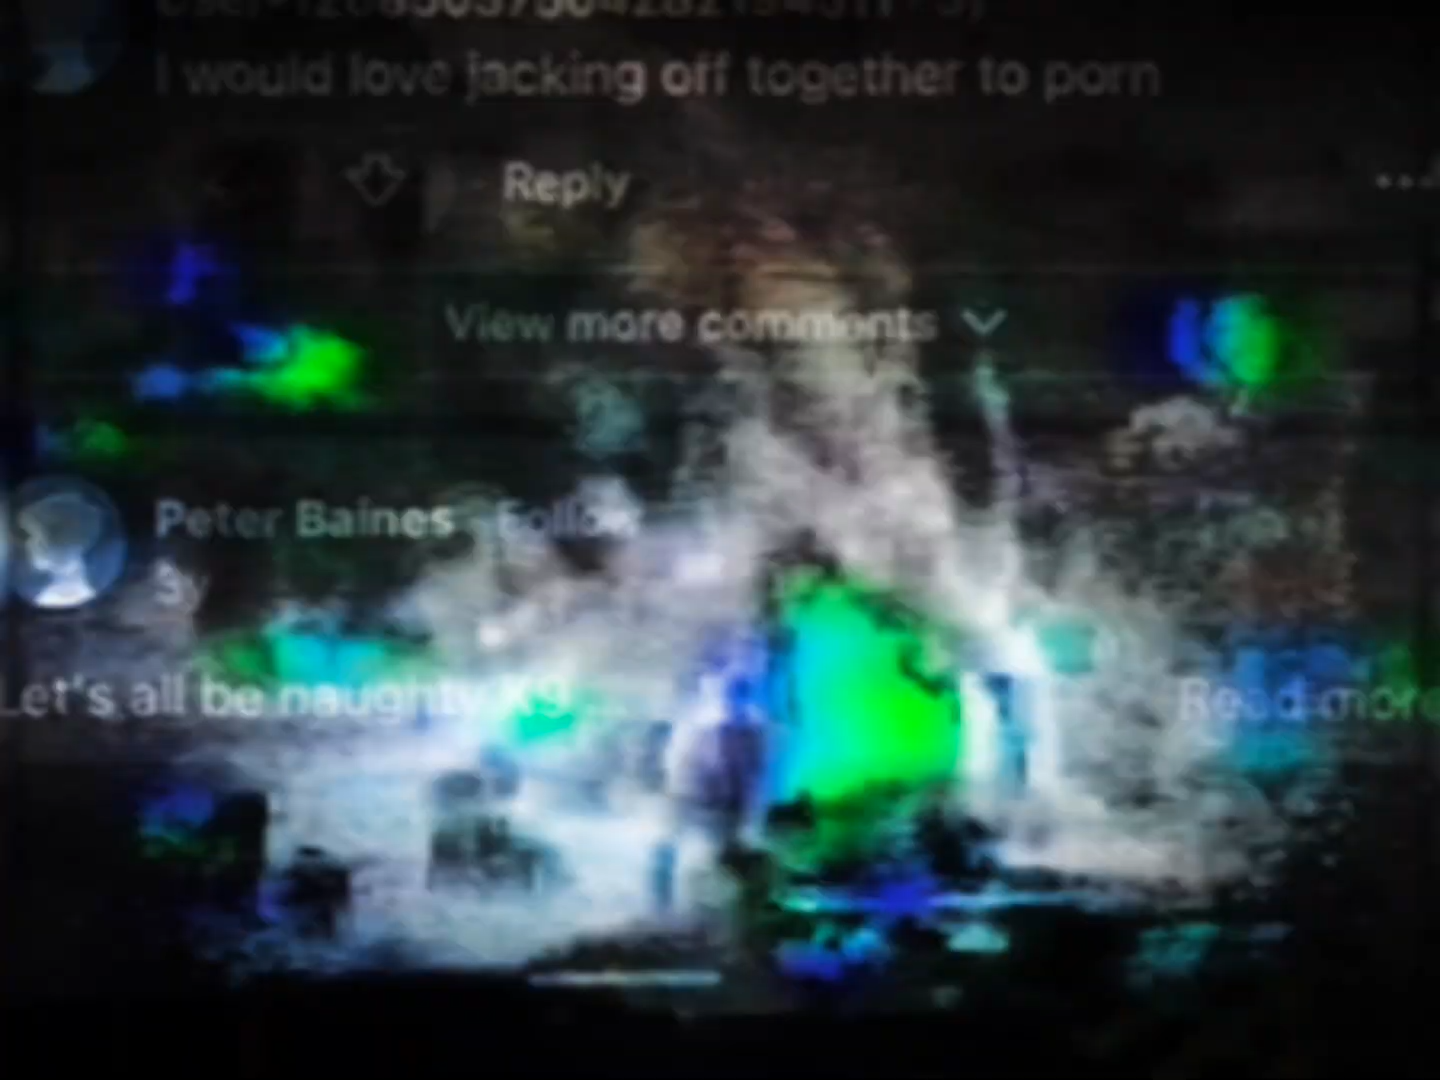 I would love jacking off together to porn
Reply
View more comments
Peter Baines Follow
Let's all be naughty
Read more